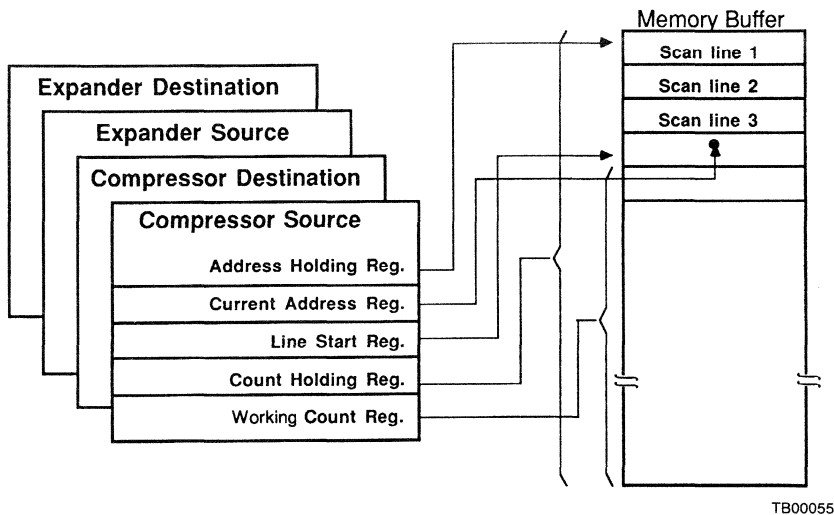 Memory Buffer
Scan line 1
Scan line 2
Scan line 3
Expander Destination
Expander Source
Compressor Destination
Compressor Source
Address Holding Reg.
Current Address Reg.
Line Start Reg.
Count Holding Reg.
Working Count Reg.
TB00055